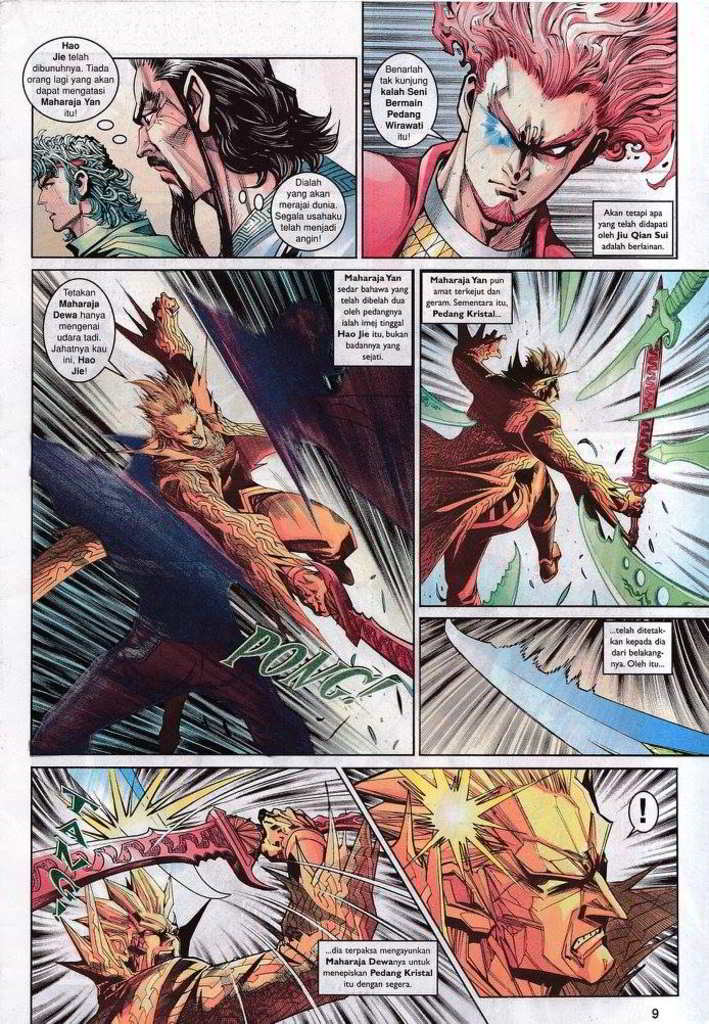 Hao
Jie telah
dibunuhnya. Tiada
orang lagi yang akan
dapat mengatasi
Maharaja Yan
itu!
Dialah
yang akan
merajai dunia.
Segala usahaku
telah menjadi
angin!
Benarlah
tak kunjung
kalah Seni
Bermain
Pedang
Wirawati
itu!
Akan tetapi apa
yang telah didapati
oleh Jiu Qian Sui
adalah berlainan.
Tetakan
Maharaja
Dewa hanya
mengenai
udara tadi.
Jahatnya kau
ini, Hao
Jie!
Maharaja Yan
sedar bahawa yang
telah dibelah dua
oleh pedangnya
ialah imej tinggal
Hao Jie itu, bukan
badannya yang
sejati.
PONG!
Maharaja Yan pun
amat terkejut dan
geram. Sementara itu,
Pedang Kristal...
...telah ditetak-
kan kepada dia
dari belakang-
nya. Oleh itu...
TANG!
...dia terpaksa mengayunkan
Maharaja Dewanya untuk
menepiskan Pedang Kristal
itu dengan segera.
!
9